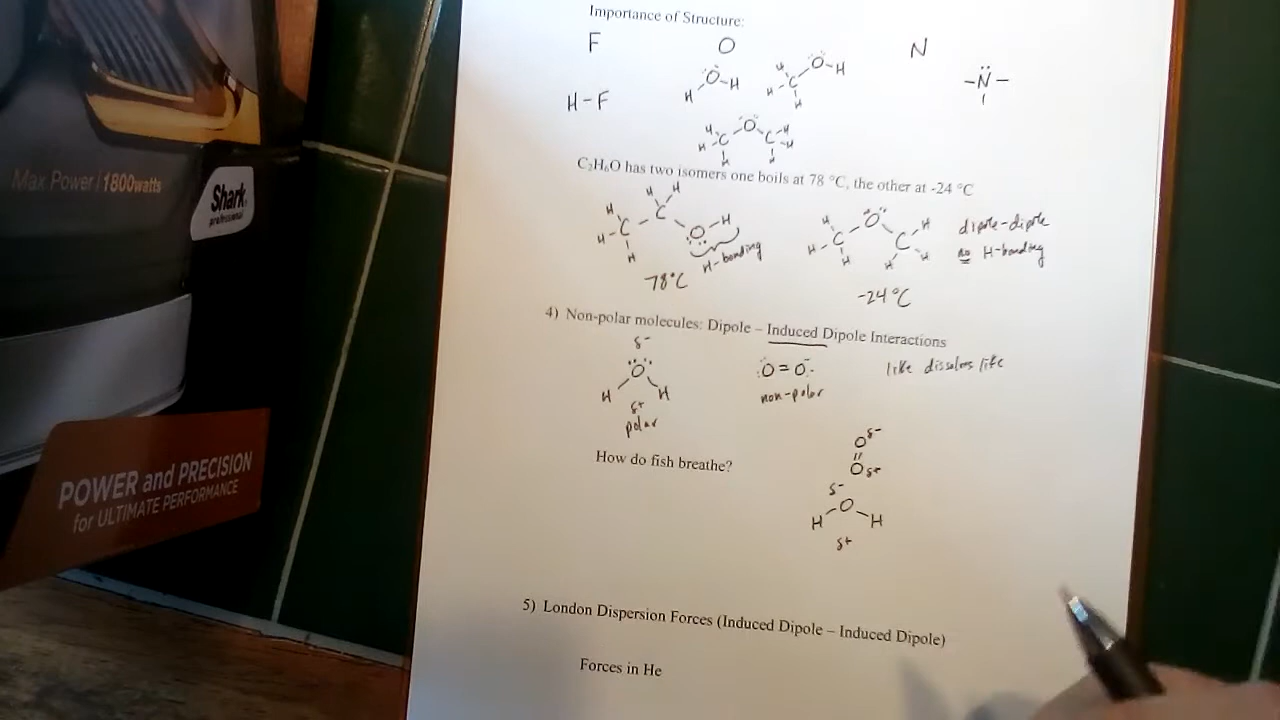 Importance of Structure:
F O N
H-F
H O H
H C O H
H
H
-N-
H C O C H
H H
H H
C₂H₆O has two isomers one boils at 78 °C, the other at -24 °C
H H
H C C O H
H
H
H-bonding
78°C
H C O C H
H H
H H
dipole-dipole
no H-bonding
-24°C
4) Non-polar molecules: Dipole – Induced Dipole Interactions
δ-
O
H H
δ+
polar
O=O
non-polar
like dissolves like
How do fish breathe?
Oδ-
Oδ+
δ-
O
H H
δ+
5) London Dispersion Forces (Induced Dipole – Induced Dipole)
Forces in He
Max Power | 1800watts
Shark
professional
POWER and PRECISION
for ULTIMATE PERFORMANCE